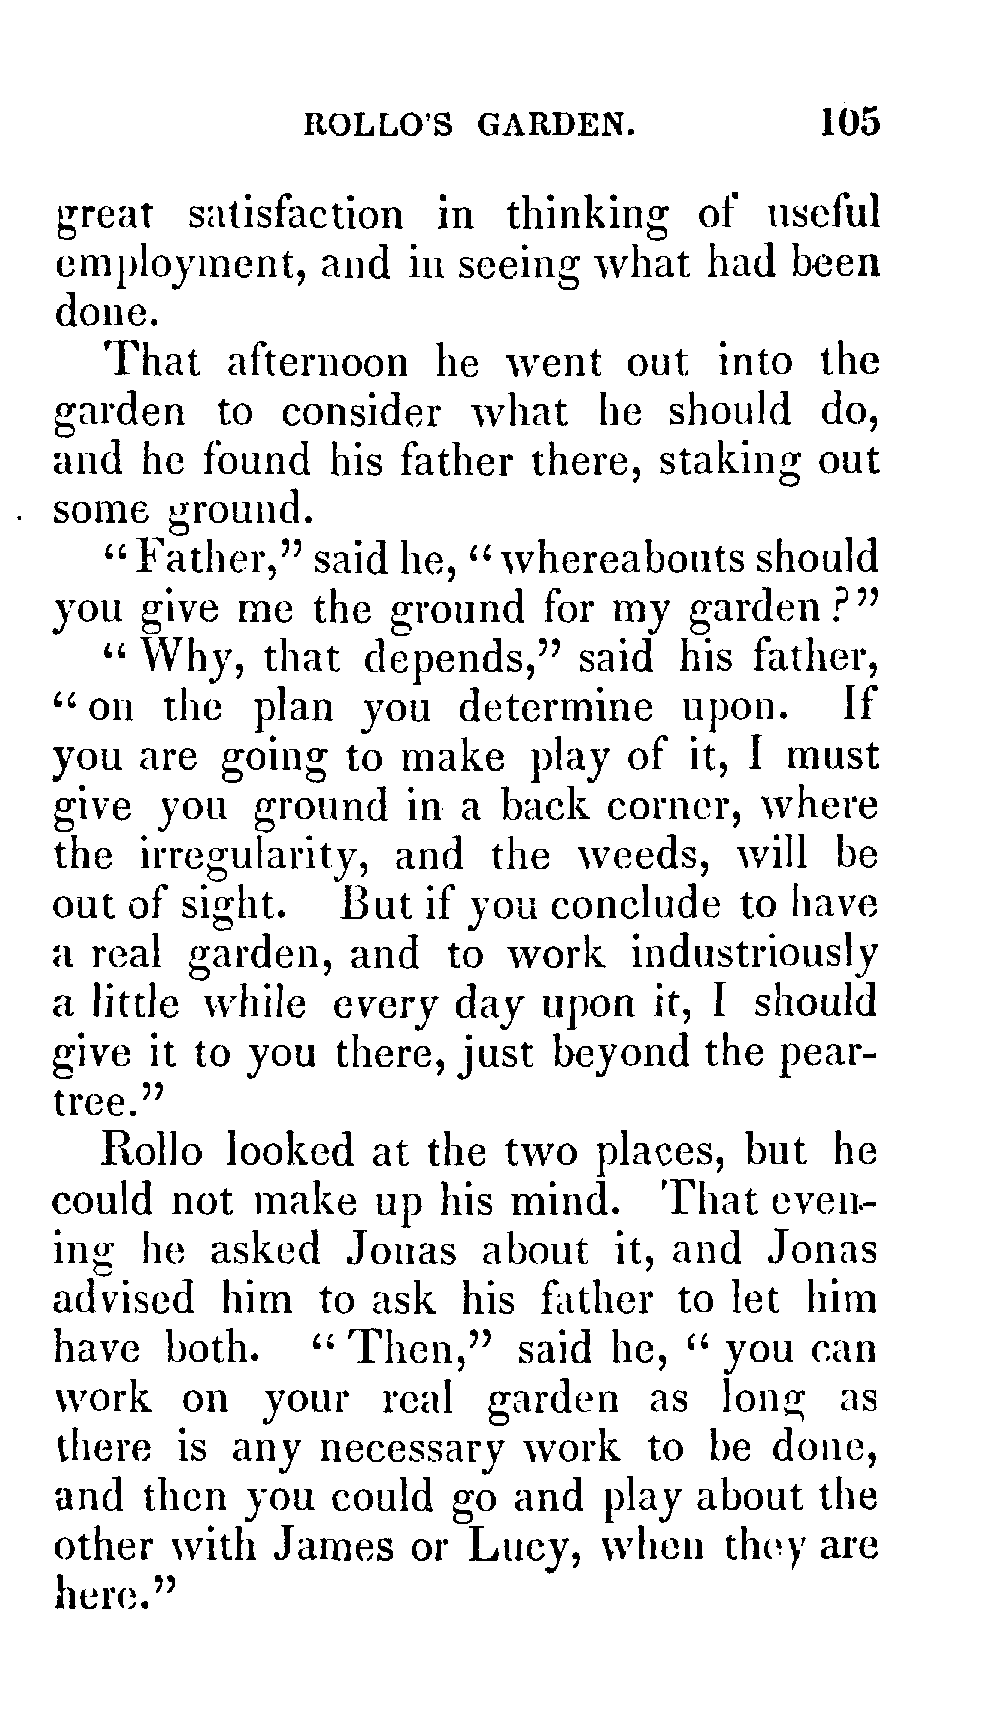 ROLLO'S GARDEN. 105
great satisfaction in thinking of useful
employment, and in seeing what had been
done.
That afternoon he went out into the
garden to consider what he should do,
and he found his father there, staking out
some ground.
“Father,” said he, “whereabouts should
you give me the ground for my garden?”
“Why, that depends,” said his father,
“on the plan you determine upon. If
you are going to make play of it, I must
give you ground in a back corner, where
the irregularity, and the weeds, will be
out of sight. But if you conclude to have
a real garden, and to work industriously
a little while every day upon it, I should
give it to you there, just beyond the pear-
tree.”
Rollo looked at the two places, but he
could not make up his mind. That even-
ing he asked Jonas about it, and Jonas
advised him to ask his father to let him
have both. “Then,” said he, “you can
work on your real garden as long as
there is any necessary work to be done,
and then you could go and play about the
other with James or Lucy, when they are
here.”